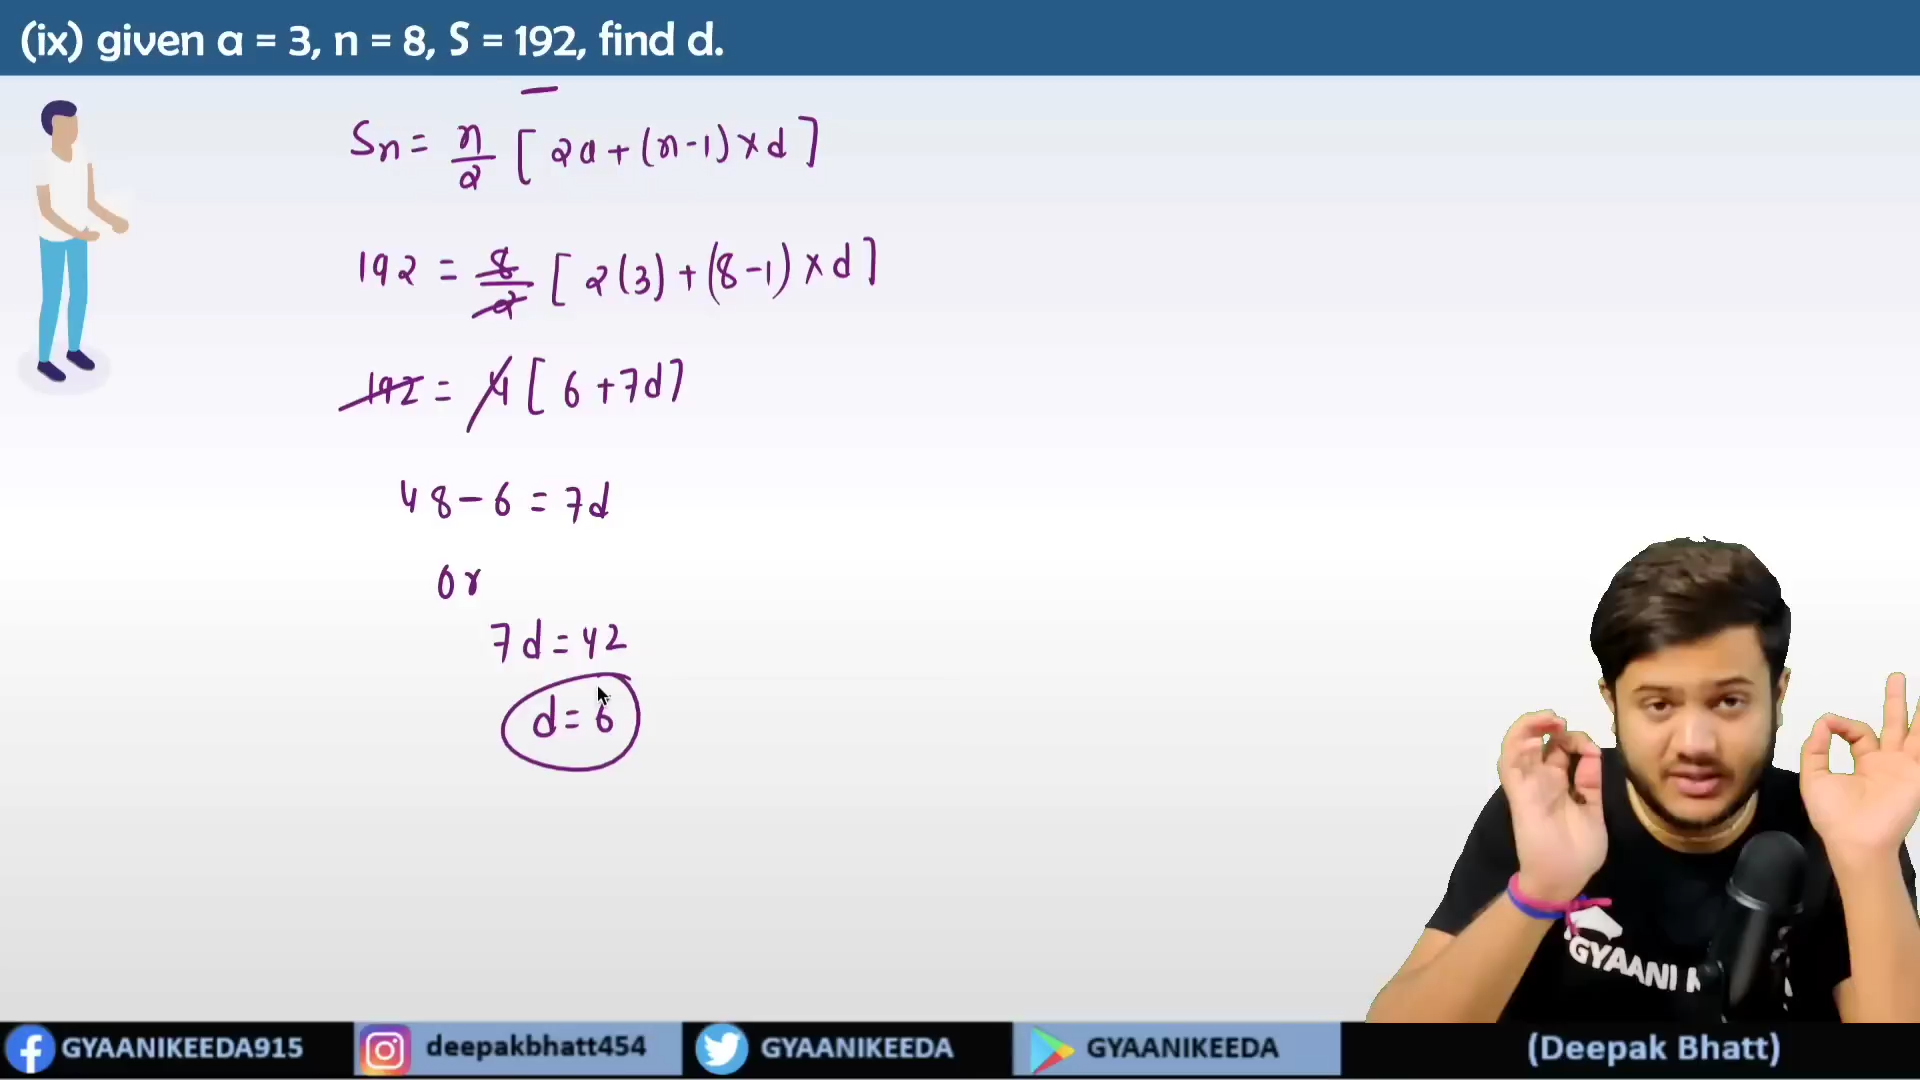 (ix) given a = 3, n = 8, S = 192, find d.
Sn = n/2 [ 2a + (n-1) × d ]
192 = 8/2 [ 2(3) + (8-1) × d ]
192 = 4 [ 6 + 7d ]
48 - 6 = 7d
or
7d = 42
d = 6
GYAANI K
GYAANIKEEDA915
deepakbhatt454
GYAANIKEEDA
GYAANIKEEDA
(Deepak Bhatt)